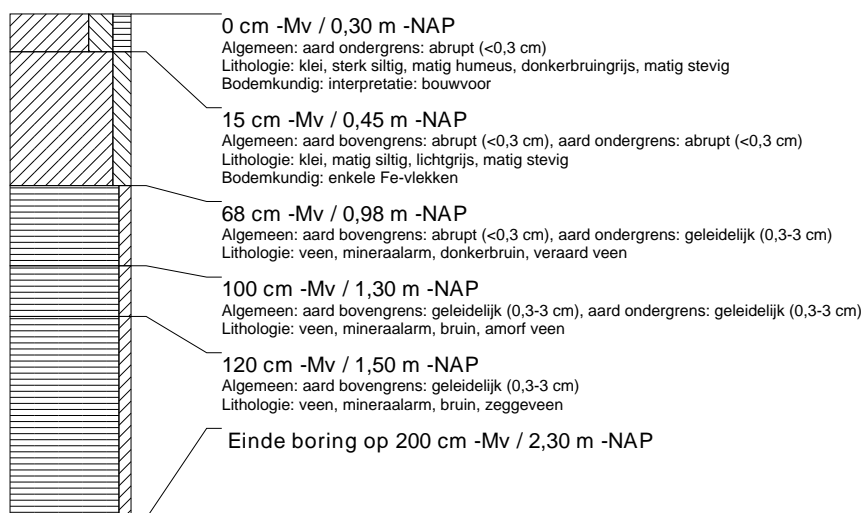 0 cm -Mv / 0,30 m -NAP
Algemeen: aard ondergrens: abrupt (<0,3 cm)
Lithologie: klei, sterk siltig, matig humeus, donkerbruingrijs, matig stevig
Bodemkundig: interpretatie: bouwvoor
15 cm -Mv / 0,45 m -NAP
Algemeen: aard bovengrens: abrupt (<0,3 cm), aard ondergrens: abrupt (<0,3 cm)
Lithologie: klei, matig siltig, lichtgrijs, matig stevig
Bodemkundig: enkele Fe-vlekken
68 cm -Mv / 0,98 m -NAP
Algemeen: aard bovengrens: abrupt (<0,3 cm), aard ondergrens: geleidelijk (0,3-3 cm)
Lithologie: veen, mineraalarm, donkerbruin, veraard veen
100 cm -Mv / 1,30 m -NAP
Algemeen: aard bovengrens: geleidelijk (0,3-3 cm), aard ondergrens: geleidelijk (0,3-3 cm)
Lithologie: veen, mineraalarm, bruin, amorf veen
120 cm -Mv / 1,50 m -NAP
Algemeen: aard bovengrens: geleidelijk (0,3-3 cm)
Lithologie: veen, mineraalarm, bruin, zeggeveen
Einde boring op 200 cm -Mv / 2,30 m -NAP